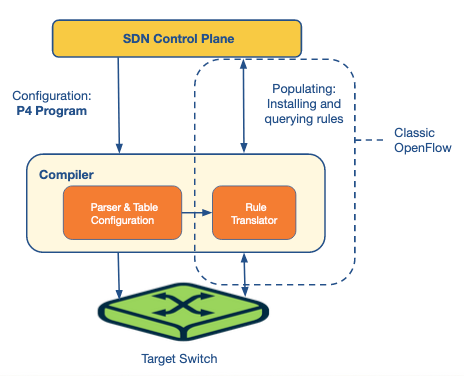 SDN Control Plane
Configuration:
P4 Program
Populating:
Installing and
querying rules
Classic
OpenFlow
Compiler
Parser & Table
Configuration
Rule
Translator
Target Switch